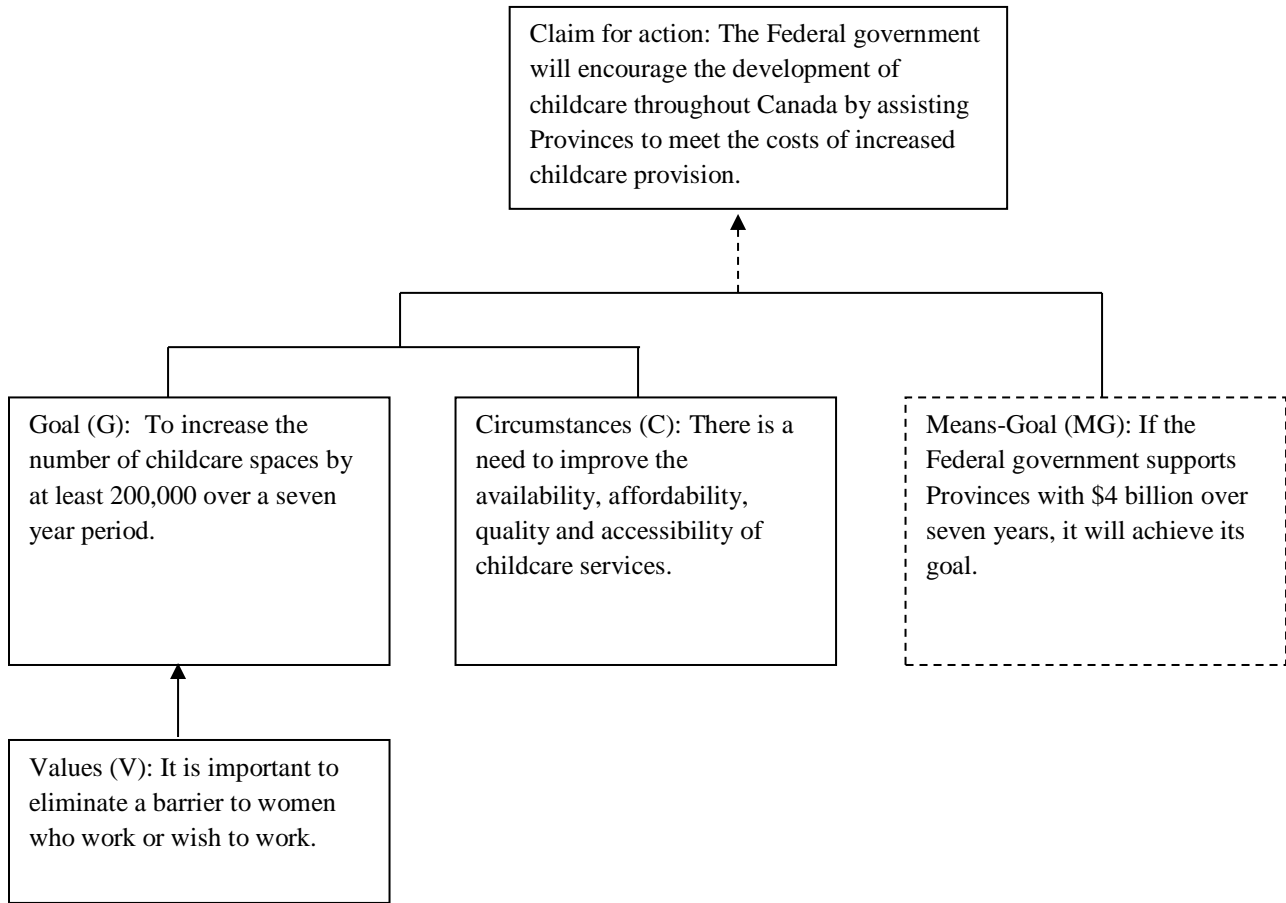 Claim for action: The Federal government
will encourage the development of
childcare throughout Canada by assisting
Provinces to meet the costs of increased
childcare provision.
Goal (G):  To increase the
number of childcare spaces by
at least 200,000 over a seven
year period.
Circumstances (C): There is a
need to improve the
availability, affordability,
quality and accessibility of
childcare services.
Means-Goal (MG): If the
Federal government supports
Provinces with $4 billion over
seven years, it will achieve its
goal.
Values (V): It is important to
eliminate a barrier to women
who work or wish to work.